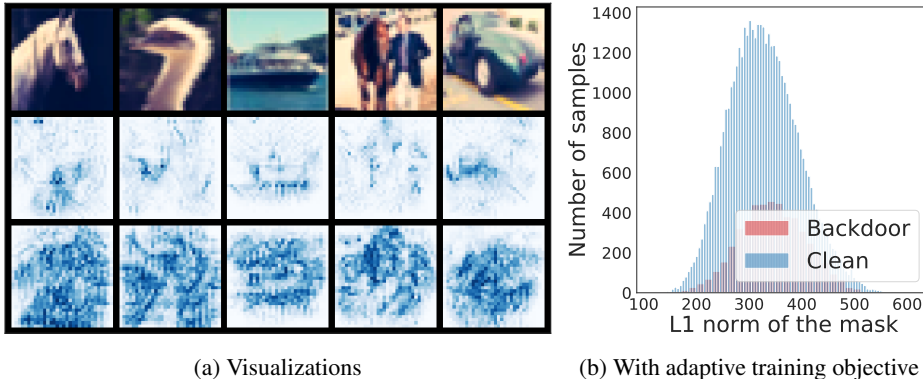 Number of samples
1400
1200
1000
800
600
400
200
0
100 200 300 400 500 600
L1 norm of the mask
Backdoor
Clean
(a) Visualizations
(b) With adaptive training objective